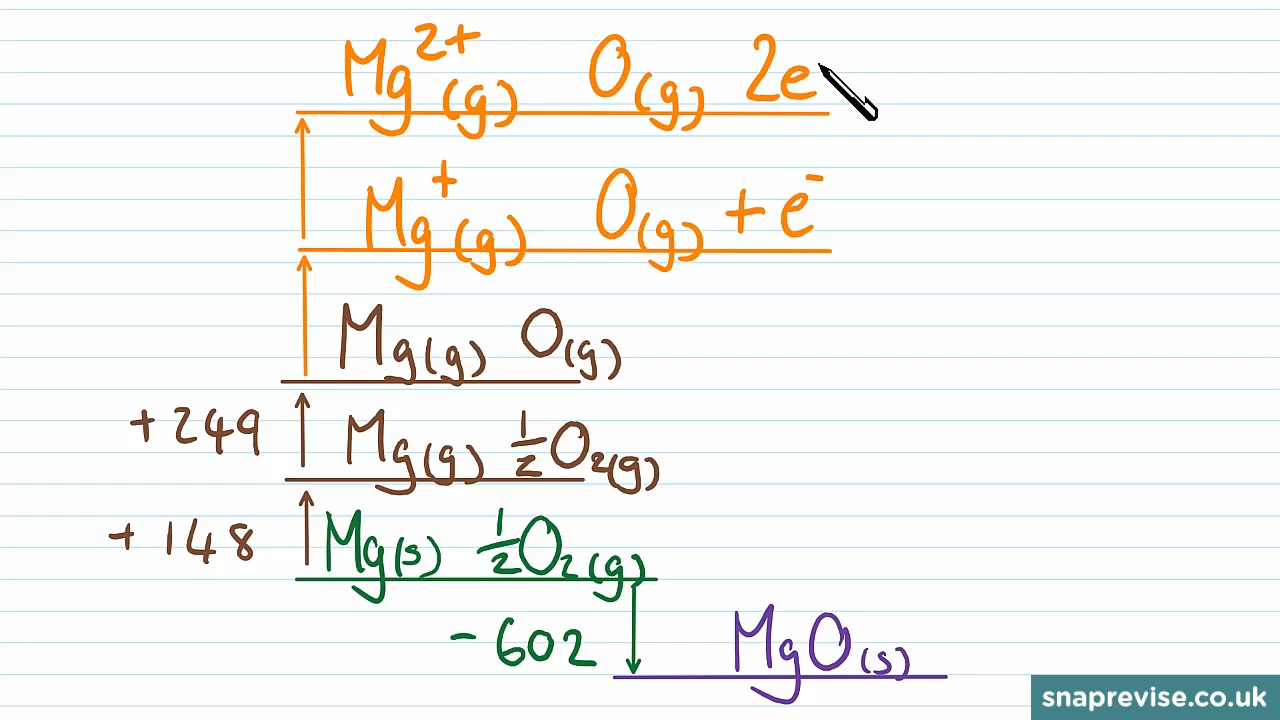 Mg²⁺(g) O(g) 2e
Mg⁺(g) O(g) + e⁻
Mg(g) O(g)
+249 Mg(g) ½O₂(g)
+148 Mg(s) ½O₂(g)
-602 MgO(s)
snaprevise.co.uk